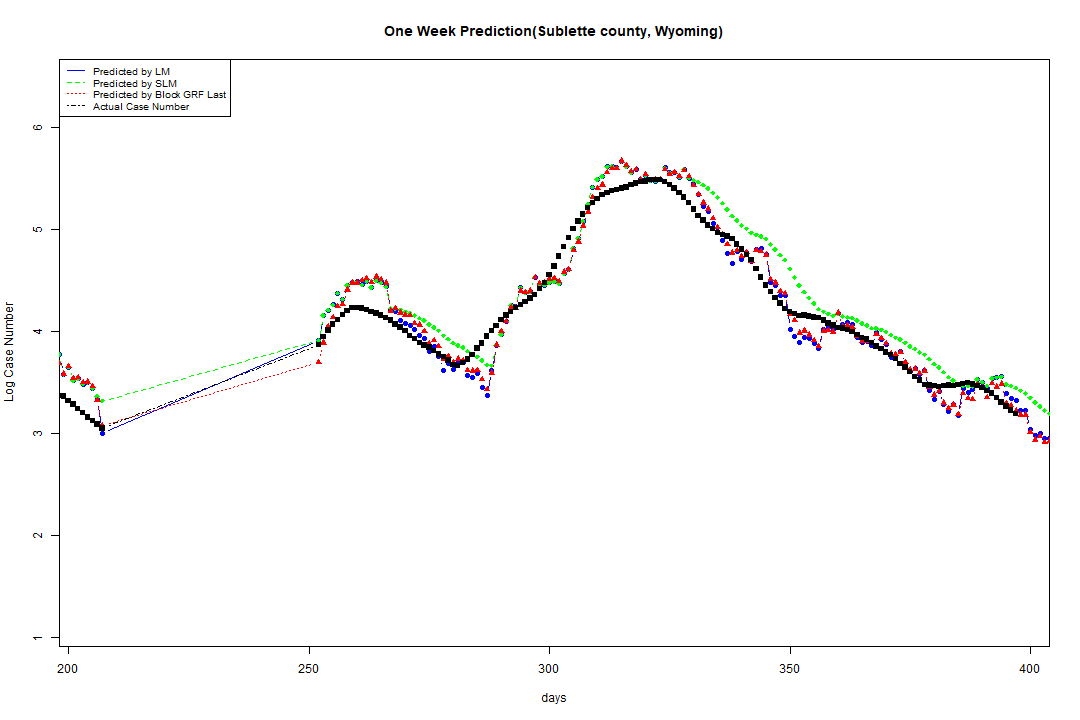 One Week Prediction(Sublette county, Wyoming)
Predicted by LM
Predicted by SLM
Predicted by Block GRF Last
Actual Case Number
Log Case Number
6
5
4
3
2
1
200 250 300 350 400
days